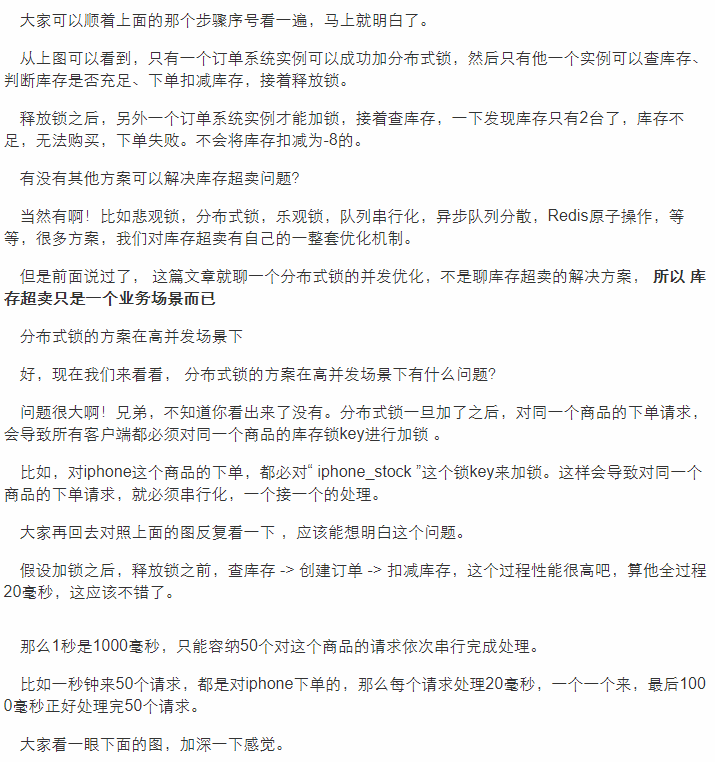 大家可以顺着上面的那个步骤序号看一遍，马上就明白了。
从上图可以看到，只有一个订单系统实例可以成功加分布式锁，然后只有他一个实例可以查库存、
判断库存是否充足、下单扣减库存，接着释放锁。
释放锁之后，另外一个订单系统实例才能加锁，接着查库存，一下发现库存只有2台了，库存不
足，无法购买，下单失败。不会将库存扣减为-8的。
有没有其他方案可以解决库存超卖问题?
当然有啊！比如悲观锁，分布式锁，乐观锁，队列串行化，异步队列分散，Redis原子操作，等
等，很多方案，我们对库存超卖有自己的一整套优化机制。
但是前面说过了， 这篇文章就聊一个分布式锁的并发优化，不是聊库存超卖的解决方案， 所以 库
存超卖只是一个业务场景而已
分布式锁的方案在高并发场景下
好，现在我们来看看， 分布式锁的方案在高并发场景下有什么问题?
问题很大啊！兄弟，不知道你看出来了没有。分布式锁一旦加了之后，对同一个商品的下单请求，
会导致所有客户端都必须对同一个商品的库存锁key进行加锁 。
比如，对iphone这个商品的下单，都必对“ iphone_stock ”这个锁key来加锁。这样会导致对同一个
商品的下单请求，就必须串行化，一个接一个的处理。
大家再回去对照上面的图反复看一下 ，应该能想明白这个问题。
假设加锁之后，释放锁之前，查库存 -> 创建订单 -> 扣减库存，这个过程性能很高吧，算他全过程
20毫秒，这应该不错了。
那么1秒是1000毫秒，只能容纳50个对这个商品的请求依次串行完成处理。
比如一秒钟来50个请求，都是对iphone下单的，那么每个请求处理20毫秒，一个一个来，最后100
0毫秒正好处理完50个请求。
大家看一眼下面的图，加深一下感觉。